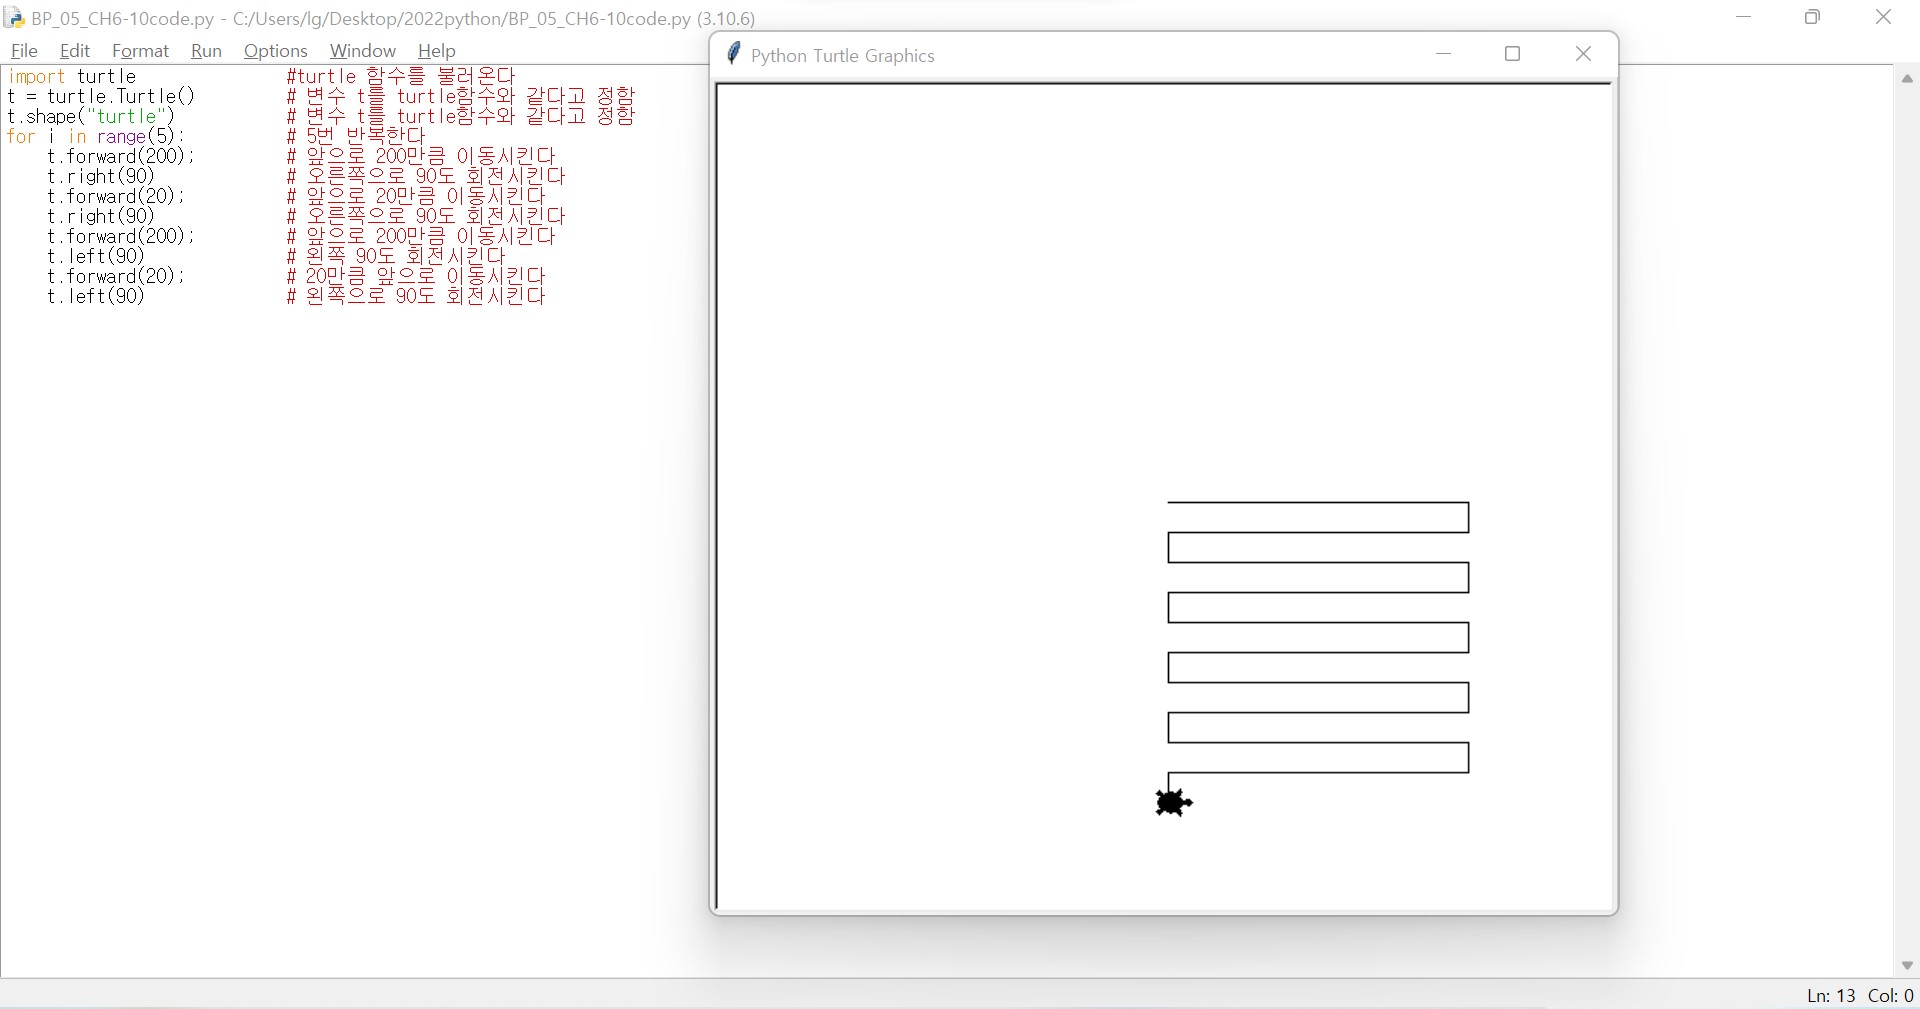 BP_05_CH6-10code.py - C:/Users/lg/Desktop/2022python/BP_05_CH6-10code.py (3.10.6)
File Edit Format Run Options Window Help
import turtle #turtle 함수를 불러온다
t = turtle.Turtle() # 변수 t를 turtle함수와 같다고 정함
t.shape("turtle") # 변수 t를 turtle함수와 같다고 정함
for i in range(5): # 5번 반복한다
t.forward(200); # 앞으로 200만큼 이동시킨다
t.right(90) # 오른쪽으로 90도 회전시킨다
t.forward(20); # 앞으로 20만큼 이동시킨다
t.right(90) # 오른쪽으로 90도 회전시킨다
t.forward(200); # 앞으로 200만큼 이동시킨다
t.left(90) # 왼쪽 90도 회전시킨다
t.forward(20); # 20만큼 앞으로 이동시킨다
t.left(90) # 왼쪽으로 90도 회전시킨다
Python Turtle Graphics
Ln: 13 Col: 0